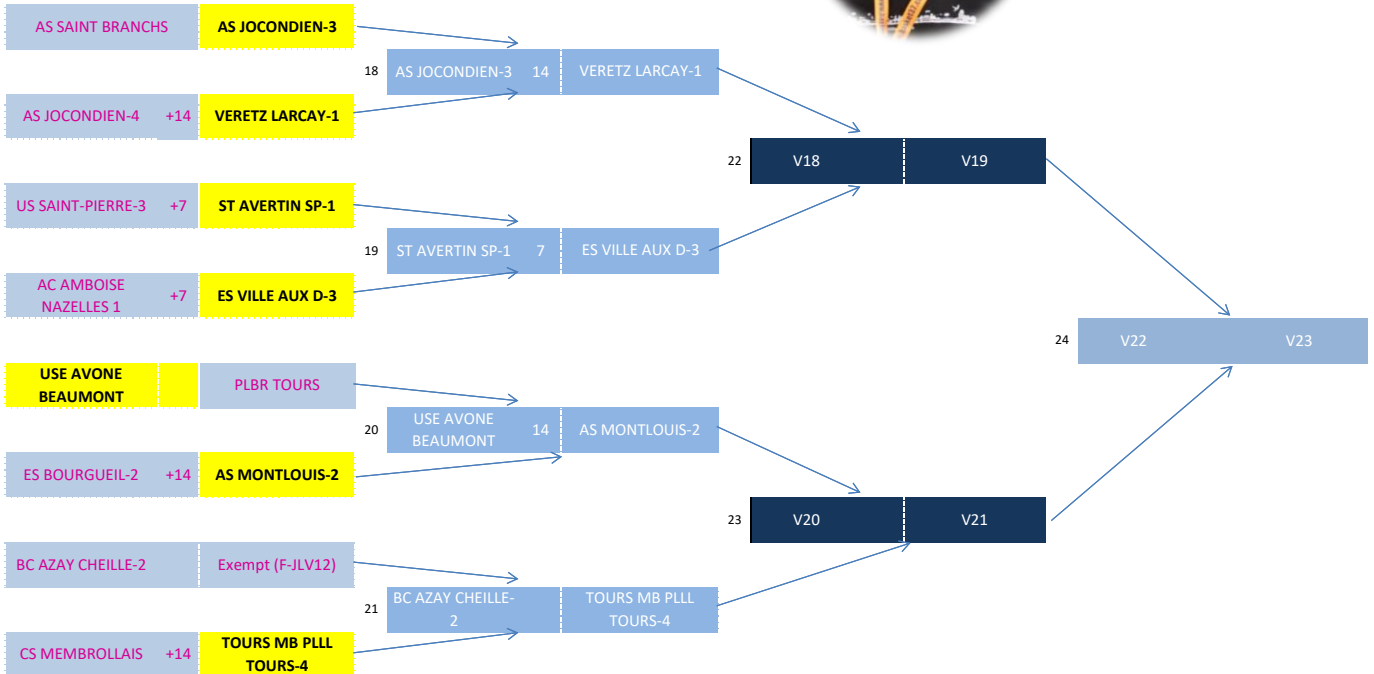 AS SAINT BRANCHS AS JOCONDIEN-3
18 AS JOCONDIEN-3 14 VERETZ LARCAY-1
AS JOCONDIEN-4 +14 VERETZ LARCAY-1
22 V18 V19
US SAINT-PIERRE-3 +7 ST AVERTIN SP-1
19 ST AVERTIN SP-1 7 ES VILLE AUX D-3
AC AMBOISE
NAZELLES 1 +7 ES VILLE AUX D-3
24 V22 V23
USE AVONE
BEAUMONT PLBR TOURS
20 USE AVONE
BEAUMONT 14 AS MONTLOUIS-2
ES BOURGUEIL-2 +14 AS MONTLOUIS-2
23 V20 V21
BC AZAY CHEILLE-2 Exempt (F-JLV12)
21 BC AZAY CHEILLE-
2 TOURS MB PLLL
TOURS-4
CS MEMBROLLAIS +14 TOURS MB PLLL
TOURS-4